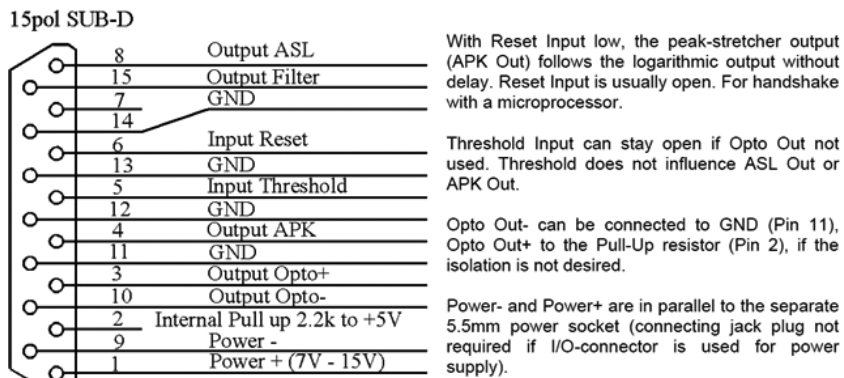 15pol SUB-D
8 Output ASL
15 Output Filter
7 GND
14
6 Input Reset
13 GND
5 Input Threshold
12 GND
4 Output APK
11 GND
3 Output Opto+
10 Output Opto-
2 Internal Pull up 2.2k to +5V
9 Power -
1 Power + (7V - 15V)
With Reset Input low, the peak-stretcher output
(APK Out) follows the logarithmic output without
delay. Reset Input is usually open. For handshake
with a microprocessor.
Threshold Input can stay open if Opto Out not
used. Threshold does not influence ASL Out or
APK Out.
Opto Out- can be connected to GND (Pin 11),
Opto Out+ to the Pull-Up resistor (Pin 2), if the
isolation is not desired.
Power- and Power+ are in parallel to the separate
5.5mm power socket (connecting jack plug not
required if I/O-connector is used for power
supply).